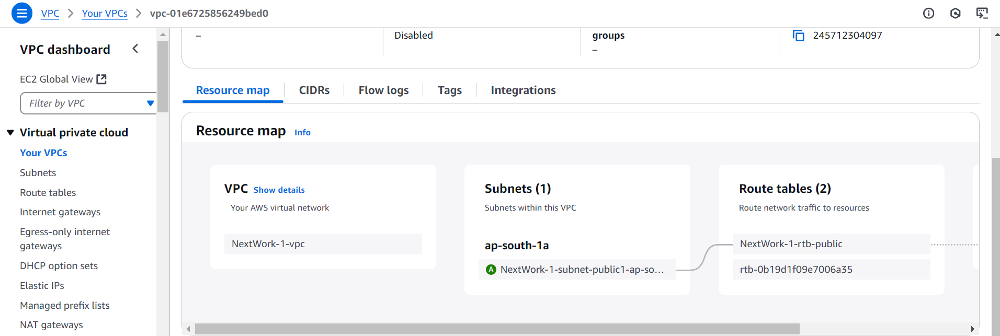 VPC > Your VPCs > vpc-01e6725856249bed0
VPC dashboard
EC2 Global View
Filter by VPC
Virtual private cloud
Your VPCs
Subnets
Route tables
Internet gateways
Egress-only internet
gateways
DHCP option sets
Elastic IPs
Managed prefix lists
NAT gateways
–
Disabled
groups
–
245712304097
Resource map
CIDRs
Flow logs
Tags
Integrations
Resource map Info
VPC Show details
Your AWS virtual network
NextWork-1-vpc
Subnets (1)
Subnets within this VPC
ap-south-1a
A NextWork-1-subnet-public1-ap-so...
Route tables (2)
Route network traffic to resources
NextWork-1-rtb-public
rtb-0b19d1f09e7006a35